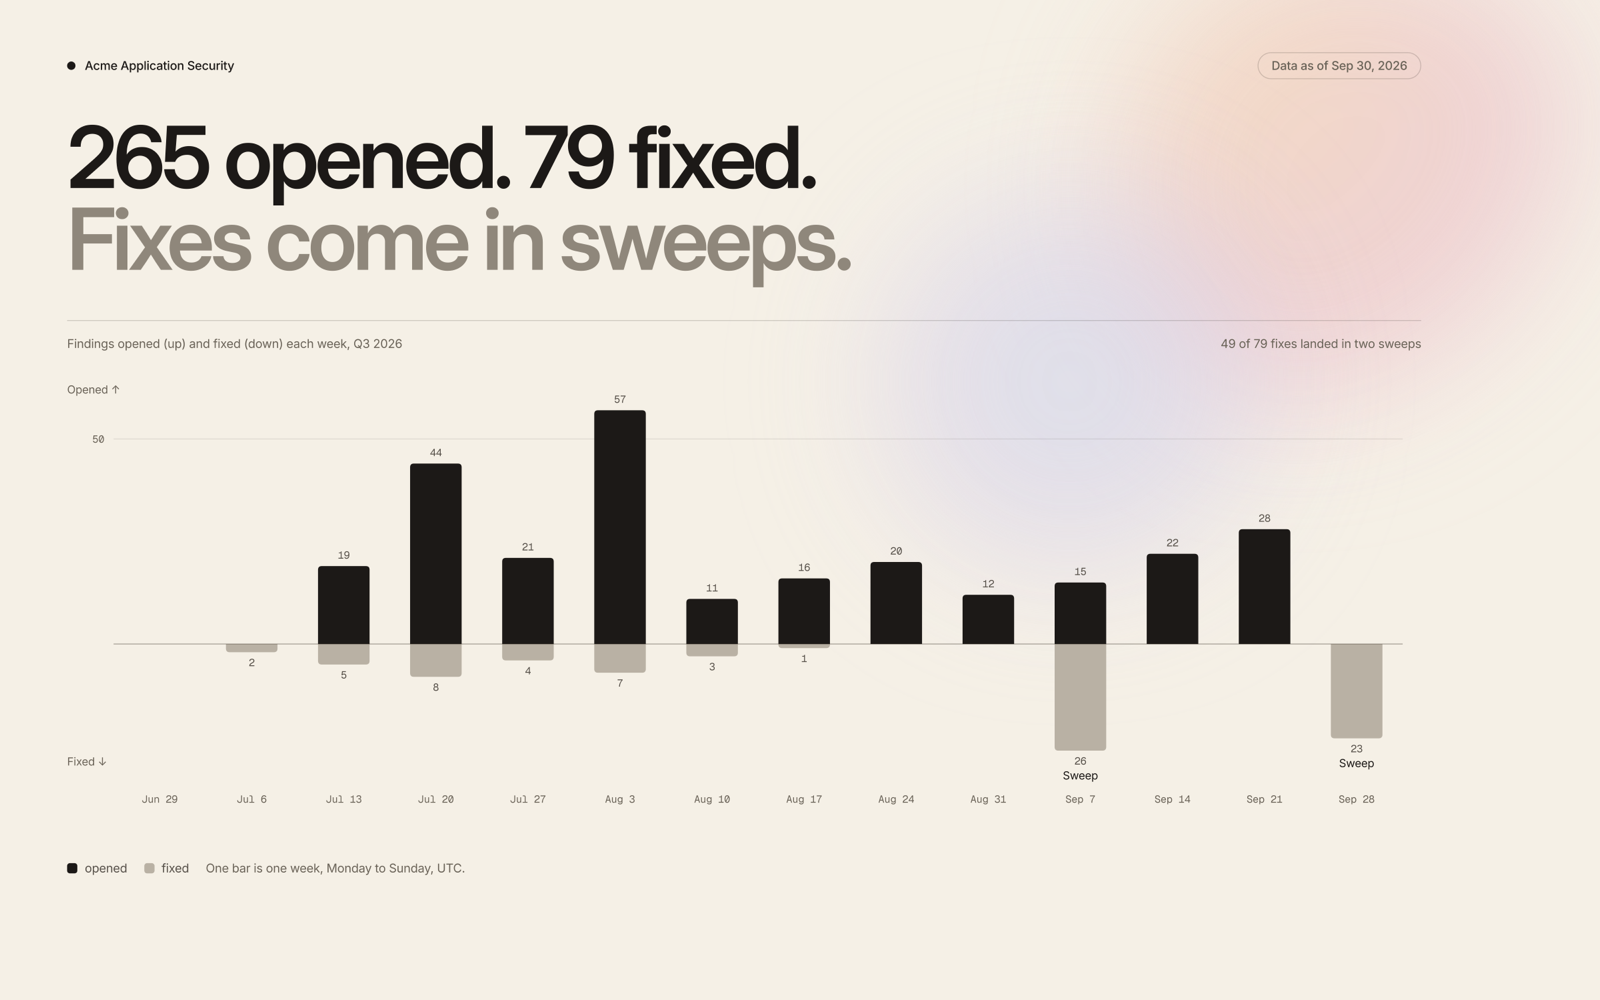 Acme Application Security
Data as of Sep 30, 2026
265 opened. 79 fixed.
Fixes come in sweeps.
Findings opened (up) and fixed (down) each week, Q3 2026
49 of 79 fixes landed in two sweeps
Opened ↑
50
57
44
28
22
21
20
19
16
15
12
11
2
5
8
4
7
3
1
26
Sweep
23
Sweep
Fixed ↓
Jun 29 Jul 6 Jul 13 Jul 20 Jul 27 Aug 3 Aug 10 Aug 17 Aug 24 Aug 31 Sep 7 Sep 14 Sep 21 Sep 28
opened fixed One bar is one week, Monday to Sunday, UTC.